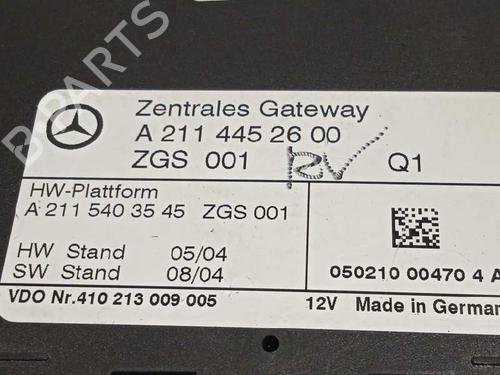 Zentrales Gateway
A 211 445 26 00
ZGS 001 RV Q1
HW-Plattform
A 211 540 35 45 ZGS 001
HW Stand 05/04
SW Stand 08/04
050210 00470 4 A
VDO Nr.410 213 009 005 12V Made in German
B-PARTS